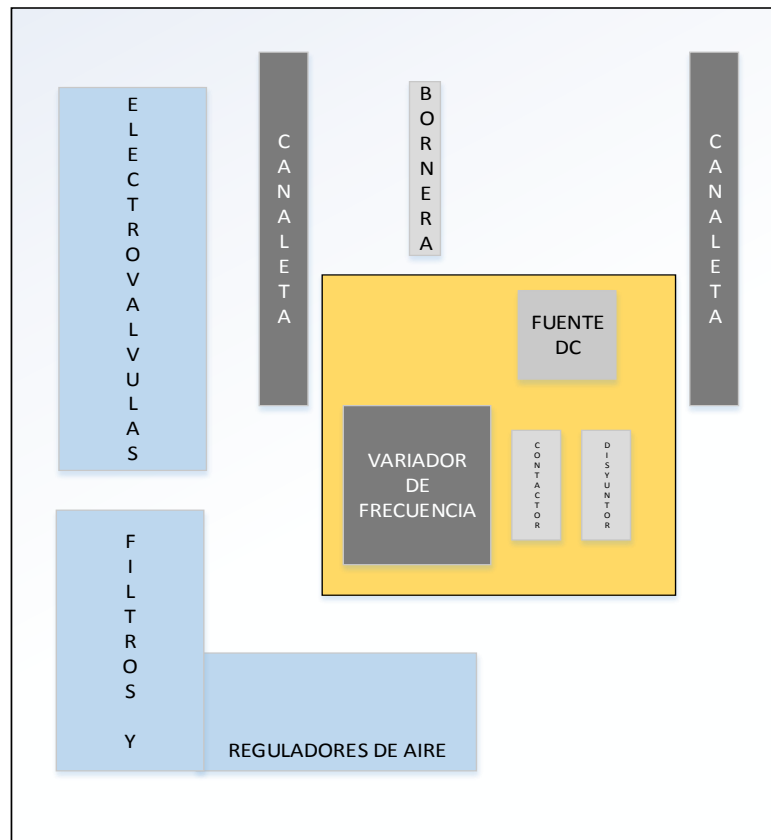 ELECTROVALVULAS
CANALETA
BORNERA
CANALETA
FUENTE
DC
VARIADOR
DE
FRECUENCIA
CONTACTOR
DISYUNTOR
FILTROS Y
REGULADORES DE AIRE